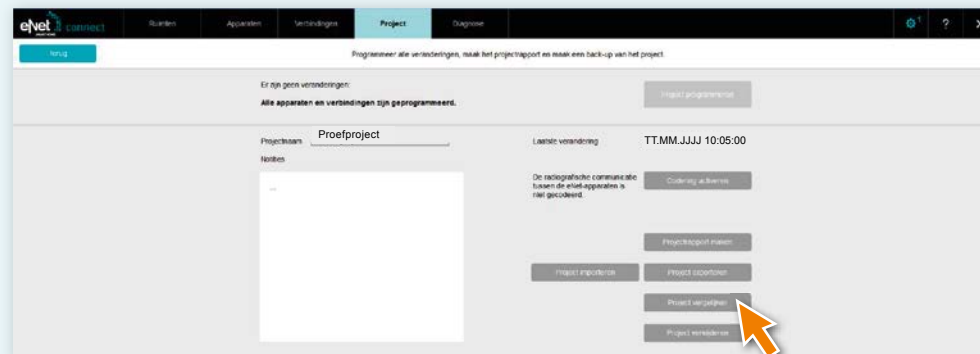 eNet connect
Ruimten Apparaten Verbindingen Project Diagnose 1 ?
Terug
Programmeer alle veranderingen, maak het projectrapport en maak een back-up van het project.
Er zijn geen veranderingen:
Alle apparaten en verbindingen zijn geprogrammeerd.
Project programmeren
Projectnaam Proefproject
Laatste verandering TT.MM.JJJJ 10:05:00
Notities
...
De radiografische communicatie
tussen de eNet-apparaten is
niet gecodeerd.
Codering activeren
Projectrapport maken
Project importeren Project exporteren
Project vergelijken
Project verwijderen